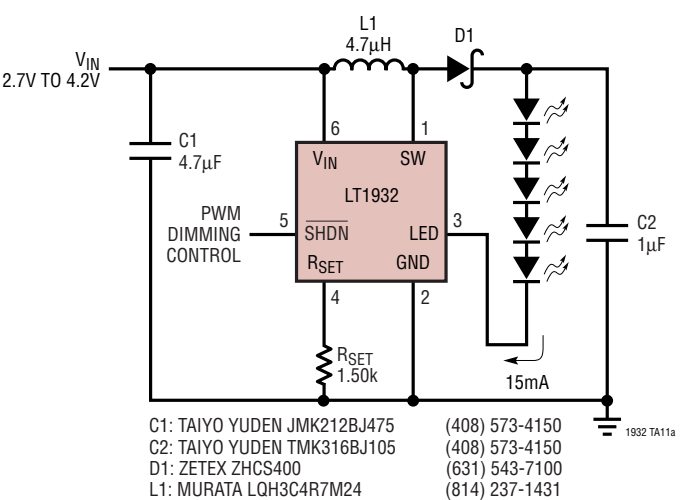 L1
4.7µH
D1
VIN
2.7V TO 4.2V
6
1
C1
4.7µF
VIN
SW
LT1932
PWM
DIMMING
CONTROL
5
SHDN
LED
3
C2
1µF
RSET
GND
4
2
RSET
1.50k
15mA
1932 TA11a
C1: TAIYO YUDEN JMK212BJ475 (408) 573-4150
C2: TAIYO YUDEN TMK316BJ105 (408) 573-4150
D1: ZETEX ZHCS400 (631) 543-7100
L1: MURATA LQH3C4R7M24 (814) 237-1431